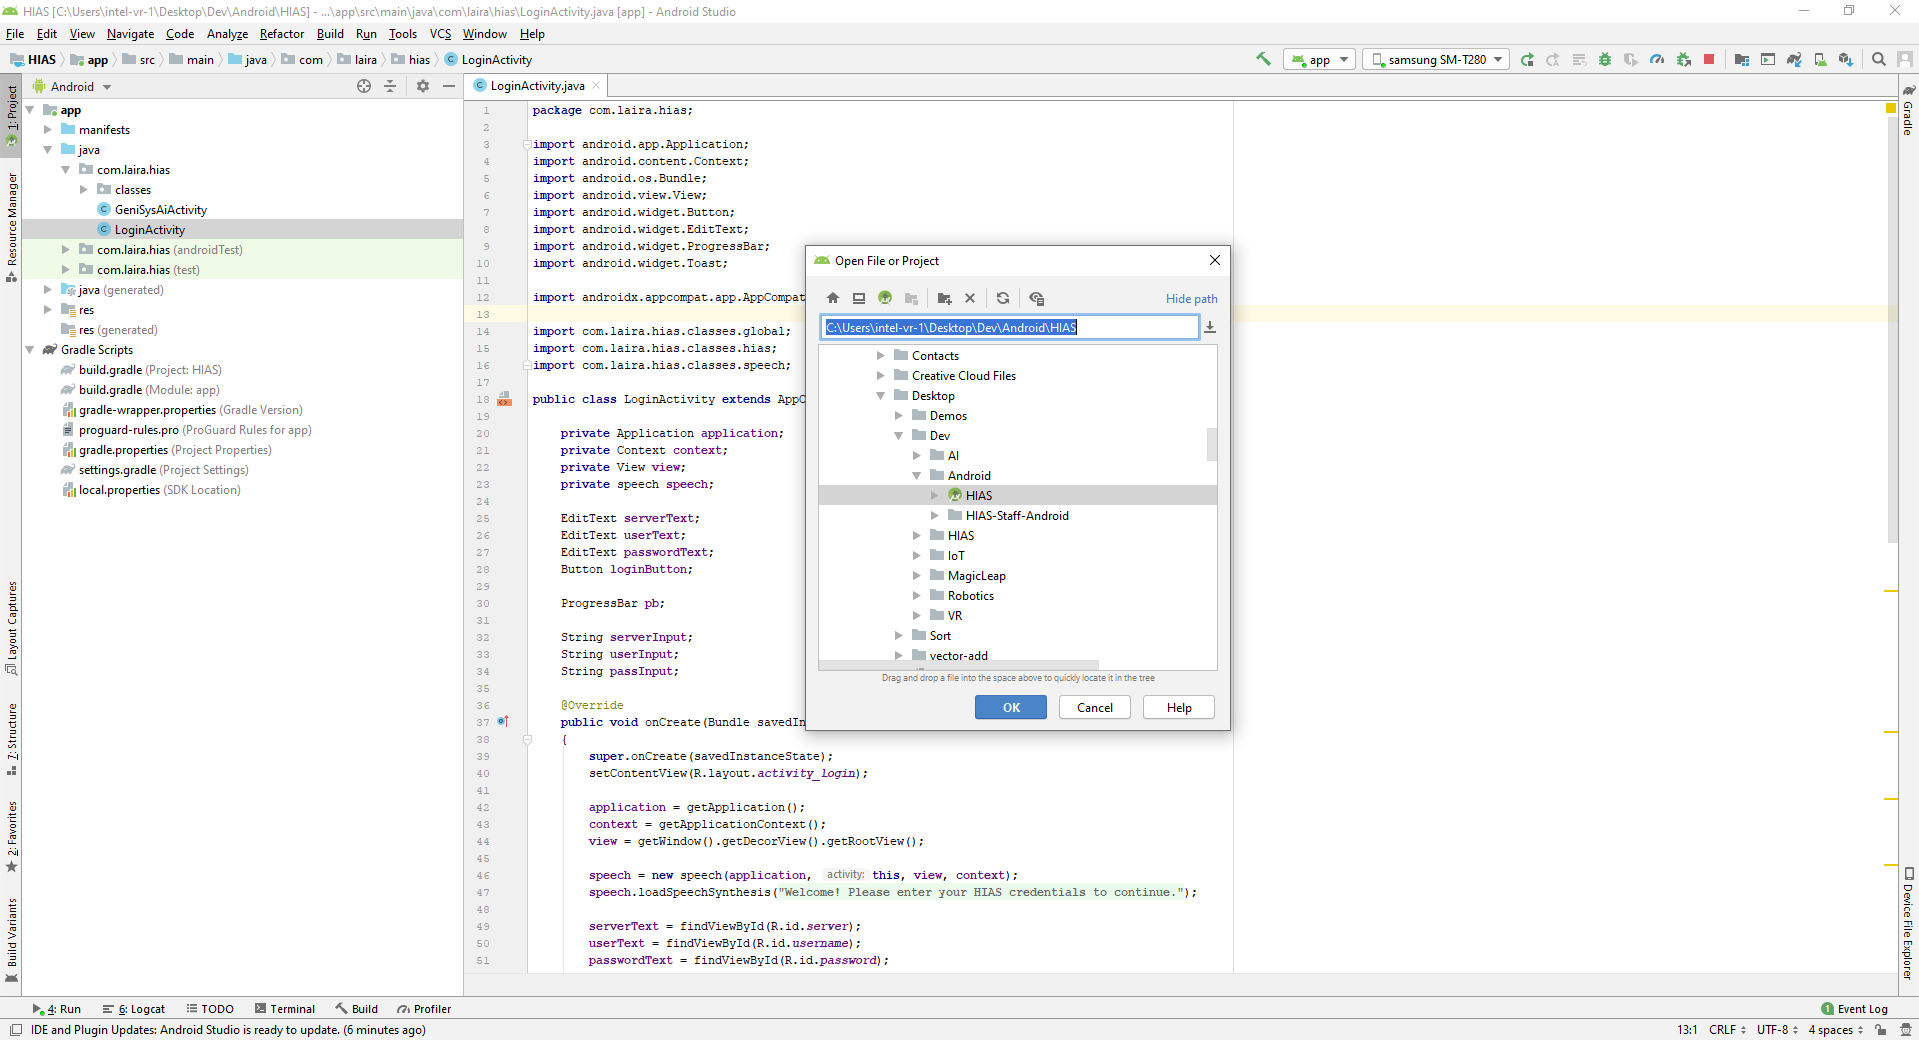 HIAS [C:\Users\intel-vr-1\Desktop\Dev\Android\HIAS] - ...\app\src\main\java\com\laira\hias\LoginActivity.java [app] - Android Studio
File Edit View Navigate Code Analyze Refactor Build Run Tools VCS Window Help
HIAS app src main java com laira hias LoginActivity
app samsung SM-T280
1: Project
Resource Manager
Layout Captures
7: Structure
2: Favorites
Build Variants
Android
app
manifests
java
com.laira.hias
classes
GeniSysAiActivity
LoginActivity
com.laira.hias (androidTest)
com.laira.hias (test)
java (generated)
res
res (generated)
Gradle Scripts
build.gradle (Project: HIAS)
build.gradle (Module: app)
gradle-wrapper.properties (Gradle Version)
proguard-rules.pro (ProGuard Rules for app)
gradle.properties (Project Properties)
settings.gradle (Project Settings)
local.properties (SDK Location)
LoginActivity.java
1 package com.laira.hias;
2
3 import android.app.Application;
4 import android.content.Context;
5 import android.os.Bundle;
6 import android.view.View;
7 import android.widget.Button;
8 import android.widget.EditText;
9 import android.widget.ProgressBar;
10 import android.widget.Toast;
11
12 import androidx.appcompat.app.AppCompat
13
14 import com.laira.hias.classes.global;
15 import com.laira.hias.classes.hias;
16 import com.laira.hias.classes.speech;
17
18 public class LoginActivity extends AppC
19
20 private Application application;
21 private Context context;
22 private View view;
23 private speech speech;
24
25 EditText serverText;
26 EditText userText;
27 EditText passwordText;
28 Button loginButton;
29
30 ProgressBar pb;
31
32 String serverInput;
33 String userInput;
34 String passInput;
35
36 @Override
37 public void onCreate(Bundle savedIn
38 {
39 super.onCreate(savedInstanceState);
40 setContentView(R.layout.activity_login);
41
42 application = getApplication();
43 context = getApplicationContext();
44 view = getWindow().getDecorView().getRootView();
45
46 speech = new speech(application, activity: this, view, context);
47 speech.loadSpeechSynthesis("Welcome! Please enter your HIAS credentials to continue.");
48
49 serverText = findViewById(R.id.server);
50 userText = findViewById(R.id.username);
51 passwordText = findViewById(R.id.password);
Open File or Project
Hide path
C:\Users\intel-vr-1\Desktop\Dev\Android\HIAS
Contacts
Creative Cloud Files
Desktop
Demos
Dev
AI
Android
HIAS
HIAS-Staff-Android
HIAS
IoT
MagicLeap
Robotics
VR
Sort
vector-add
Drag and drop a file into the space above to quickly locate it in the tree
OK Cancel Help
Gradle
Device File Explorer
4: Run 6: Logcat TODO Terminal Build Profiler 1 Event Log
IDE and Plugin Updates: Android Studio is ready to update. (6 minutes ago) 13:1 CRLF UTF-8 4 spaces